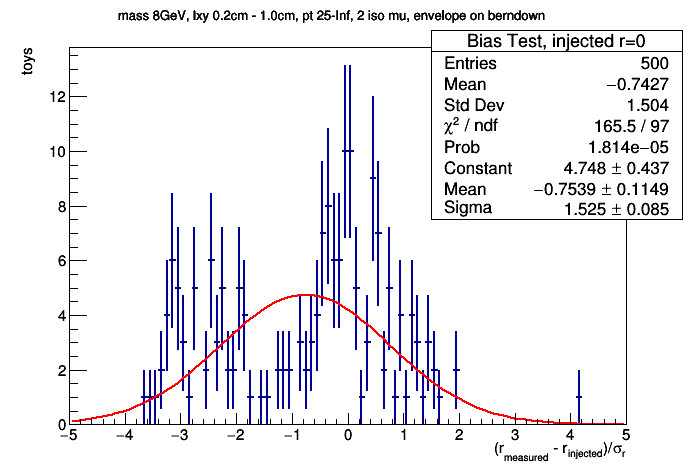 mass 8GeV, lxy 0.2cm - 1.0cm, pt 25-Inf, 2 iso mu, envelope on berndown
toys
Bias Test, injected r=0
Entries 500
Mean −0.7427
Std Dev 1.504
χ² / ndf 165.5 / 97
Prob 1.814e−05
Constant 4.748 ± 0.437
Mean −0.7539 ± 0.1149
Sigma 1.525 ± 0.085
12
10
8
6
4
2
0
−5 −4 −3 −2 −1 0 1 2 3 4 5
(r_measured - r_injected)/σ_r